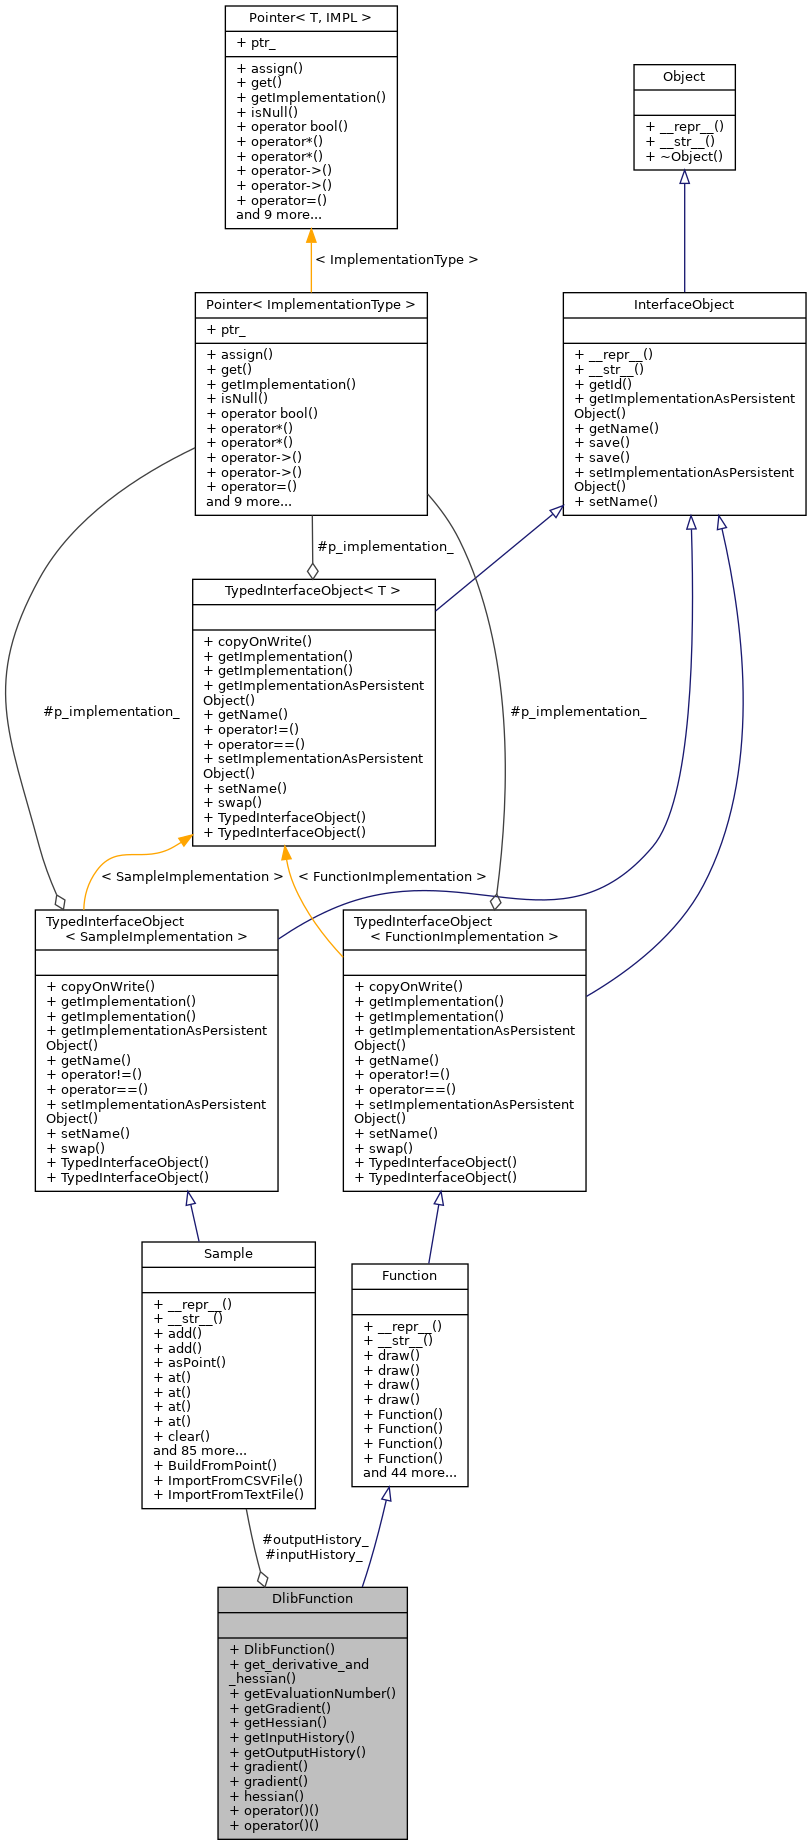 Pointer< T, IMPL >
+ ptr_
+ assign()
+ get()
+ getImplementation()
+ isNull()
+ operator bool()
+ operator*()
+ operator*()
+ operator->()
+ operator->()
+ operator=()
and 9 more...
Object
+ __repr__()
+ __str__()
+ ~Object()
< ImplementationType >
Pointer< ImplementationType >
+ ptr_
+ assign()
+ get()
+ getImplementation()
+ isNull()
+ operator bool()
+ operator*()
+ operator*()
+ operator->()
+ operator->()
+ operator=()
and 9 more...
InterfaceObject
+ __repr__()
+ __str__()
+ getId()
+ getImplementationAsPersistent
Object()
+ getName()
+ save()
+ save()
+ setImplementationAsPersistent
Object()
+ setName()
#p_implementation_
TypedInterfaceObject< T >
+ copyOnWrite()
+ getImplementation()
+ getImplementation()
+ getImplementationAsPersistent
Object()
+ getName()
+ operator!=()
+ operator==()
+ setImplementationAsPersistent
Object()
+ setName()
+ swap()
+ TypedInterfaceObject()
+ TypedInterfaceObject()
#p_implementation_
#p_implementation_
< SampleImplementation >
< FunctionImplementation >
TypedInterfaceObject
< SampleImplementation >
+ copyOnWrite()
+ getImplementation()
+ getImplementation()
+ getImplementationAsPersistent
Object()
+ getName()
+ operator!=()
+ operator==()
+ setImplementationAsPersistent
Object()
+ setName()
+ swap()
+ TypedInterfaceObject()
+ TypedInterfaceObject()
TypedInterfaceObject
< FunctionImplementation >
+ copyOnWrite()
+ getImplementation()
+ getImplementation()
+ getImplementationAsPersistent
Object()
+ getName()
+ operator!=()
+ operator==()
+ setImplementationAsPersistent
Object()
+ setName()
+ swap()
+ TypedInterfaceObject()
+ TypedInterfaceObject()
Sample
+ __repr__()
+ __str__()
+ add()
+ add()
+ asPoint()
+ at()
+ at()
+ at()
+ at()
+ clear()
and 85 more...
+ BuildFromPoint()
+ ImportFromCSVFile()
+ ImportFromTextFile()
Function
+ __repr__()
+ __str__()
+ draw()
+ draw()
+ draw()
+ draw()
+ Function()
+ Function()
+ Function()
+ Function()
and 44 more...
#outputHistory_
#inputHistory_
DlibFunction
+ DlibFunction()
+ get_derivative_and
_hessian()
+ getEvaluationNumber()
+ getGradient()
+ getHessian()
+ getInputHistory()
+ getOutputHistory()
+ gradient()
+ gradient()
+ hessian()
+ operator()()
+ operator()()